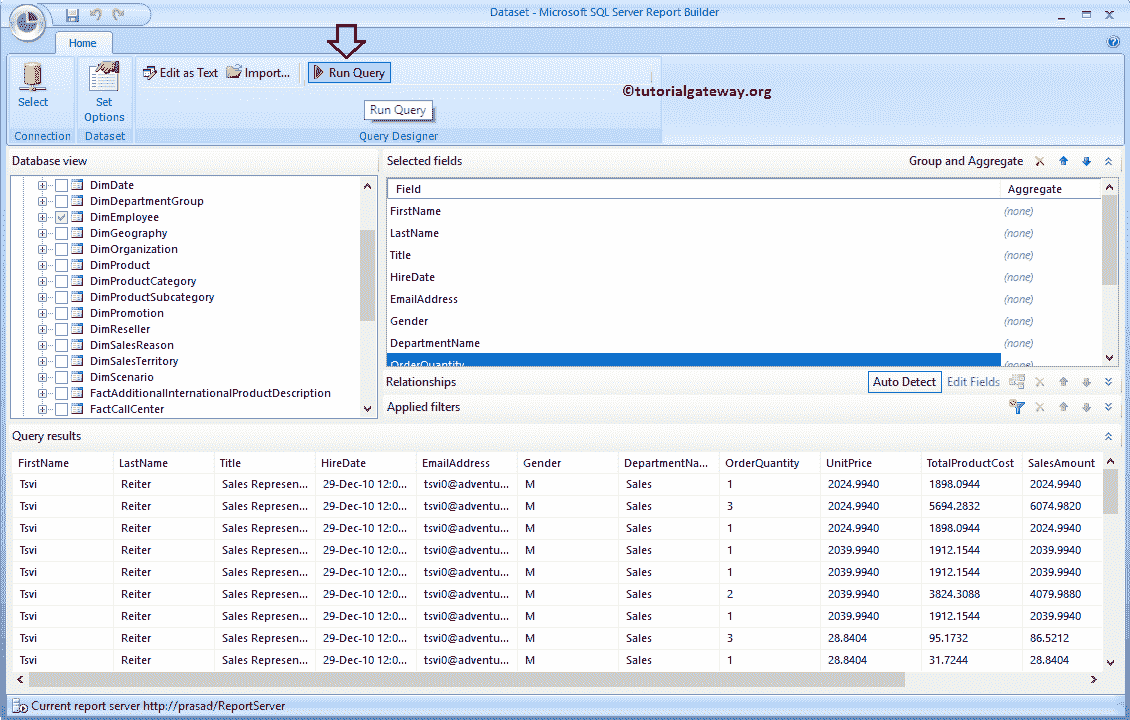 Dataset - Microsoft SQL Server Report Builder
Home
Edit as Text Import... Run Query
©tutorialgateway.org
Select
Set Options
Run Query
Connection Dataset Query Designer
Database view
DimDate
DimDepartmentGroup
DimEmployee
DimGeography
DimOrganization
DimProduct
DimProductCategory
DimProductSubcategory
DimPromotion
DimReseller
DimSalesReason
DimSalesTerritory
DimScenario
FactAdditionalInternationalProductDescription
FactCallCenter
Selected fields Group and Aggregate
Field Aggregate
FirstName (none)
LastName (none)
Title (none)
HireDate (none)
EmailAddress (none)
Gender (none)
DepartmentName (none)
OrderQuantity (none)
Relationships Auto Detect Edit Fields
Applied filters
Query results
FirstName LastName Title HireDate EmailAddress Gender DepartmentNa... OrderQuantity UnitPrice TotalProductCost SalesAmount
Tsvi Reiter Sales Represen... 29-Dec-10 12:0... tsvi0@adventu... M Sales 1 2024.9940 1898.0944 2024.9940
Tsvi Reiter Sales Represen... 29-Dec-10 12:0... tsvi0@adventu... M Sales 3 2024.9940 5694.2832 6074.9820
Tsvi Reiter Sales Represen... 29-Dec-10 12:0... tsvi0@adventu... M Sales 1 2024.9940 1898.0944 2024.9940
Tsvi Reiter Sales Represen... 29-Dec-10 12:0... tsvi0@adventu... M Sales 1 2039.9940 1912.1544 2039.9940
Tsvi Reiter Sales Represen... 29-Dec-10 12:0... tsvi0@adventu... M Sales 1 2039.9940 1912.1544 2039.9940
Tsvi Reiter Sales Represen... 29-Dec-10 12:0... tsvi0@adventu... M Sales 2 2039.9940 3824.3088 4079.9880
Tsvi Reiter Sales Represen... 29-Dec-10 12:0... tsvi0@adventu... M Sales 1 2039.9940 1912.1544 2039.9940
Tsvi Reiter Sales Represen... 29-Dec-10 12:0... tsvi0@adventu... M Sales 3 28.8404 95.1732 86.5212
Tsvi Reiter Sales Represen... 29-Dec-10 12:0... tsvi0@adventu... M Sales 1 28.8404 31.7244 28.8404
Current report server http://prasad/ReportServer